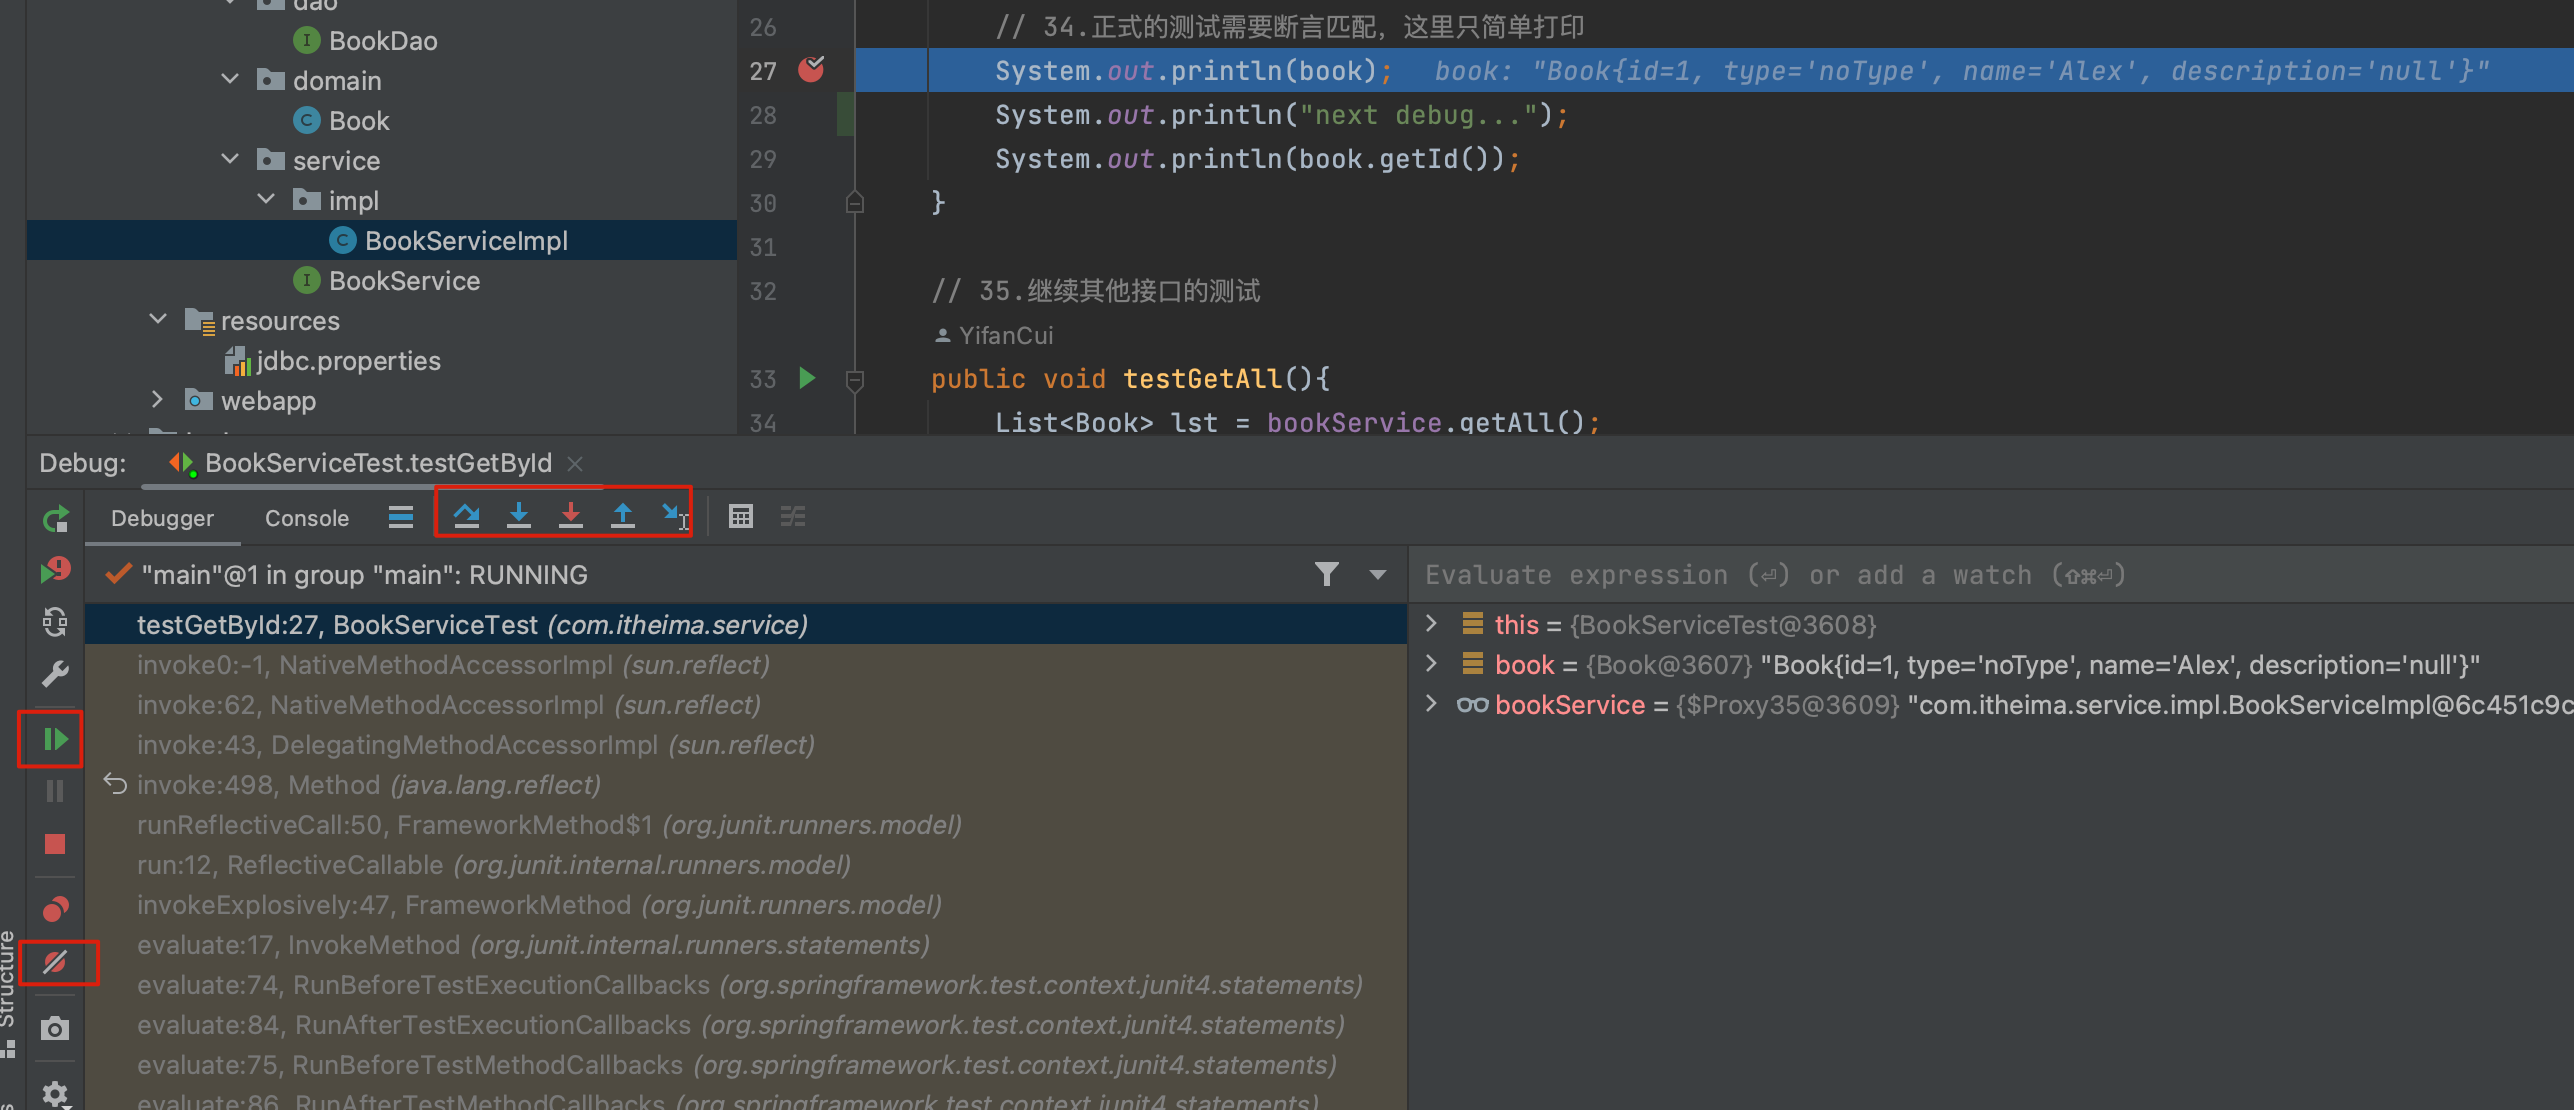 dao
BookDao
domain
Book
service
impl
BookServiceImpl
BookService
resources
jdbc.properties
webapp
26 // 34.正式的测试需要断言匹配，这里只简单打印
27 System.out.println(book); book: "Book{id=1, type='noType', name='Alex', description='null'}"
28 System.out.println("next debug...");
29 System.out.println(book.getId());
30 }
31
32 // 35.继续其他接口的测试
YifanCui
33 public void testGetAll(){
34 List<Book> lst = bookService.getAll();
Debug: BookServiceTest.testGetById
Debugger Console
"main"@1 in group "main": RUNNING
testGetById:27, BookServiceTest (com.itheima.service)
invoke0:-1, NativeMethodAccessorImpl (sun.reflect)
invoke:62, NativeMethodAccessorImpl (sun.reflect)
invoke:43, DelegatingMethodAccessorImpl (sun.reflect)
invoke:498, Method (java.lang.reflect)
runReflectiveCall:50, FrameworkMethod$1 (org.junit.runners.model)
run:12, ReflectiveCallable (org.junit.internal.runners.model)
invokeExplosively:47, FrameworkMethod (org.junit.runners.model)
evaluate:17, InvokeMethod (org.junit.internal.runners.statements)
evaluate:74, RunBeforeTestExecutionCallbacks (org.springframework.test.context.junit4.statements)
evaluate:84, RunAfterTestExecutionCallbacks (org.springframework.test.context.junit4.statements)
evaluate:75, RunBeforeTestMethodCallbacks (org.springframework.test.context.junit4.statements)
evaluate:86, RunAfterTestMethodCallbacks (org.springframework.test.context.junit4.statements)
Evaluate expression (⏎) or add a watch (⇧⌘⏎)
this = {BookServiceTest@3608}
book = {Book@3607} "Book{id=1, type='noType', name='Alex', description='null'}"
bookService = {$Proxy35@3609} "com.itheima.service.impl.BookServiceImpl@6c451c9c
Structure